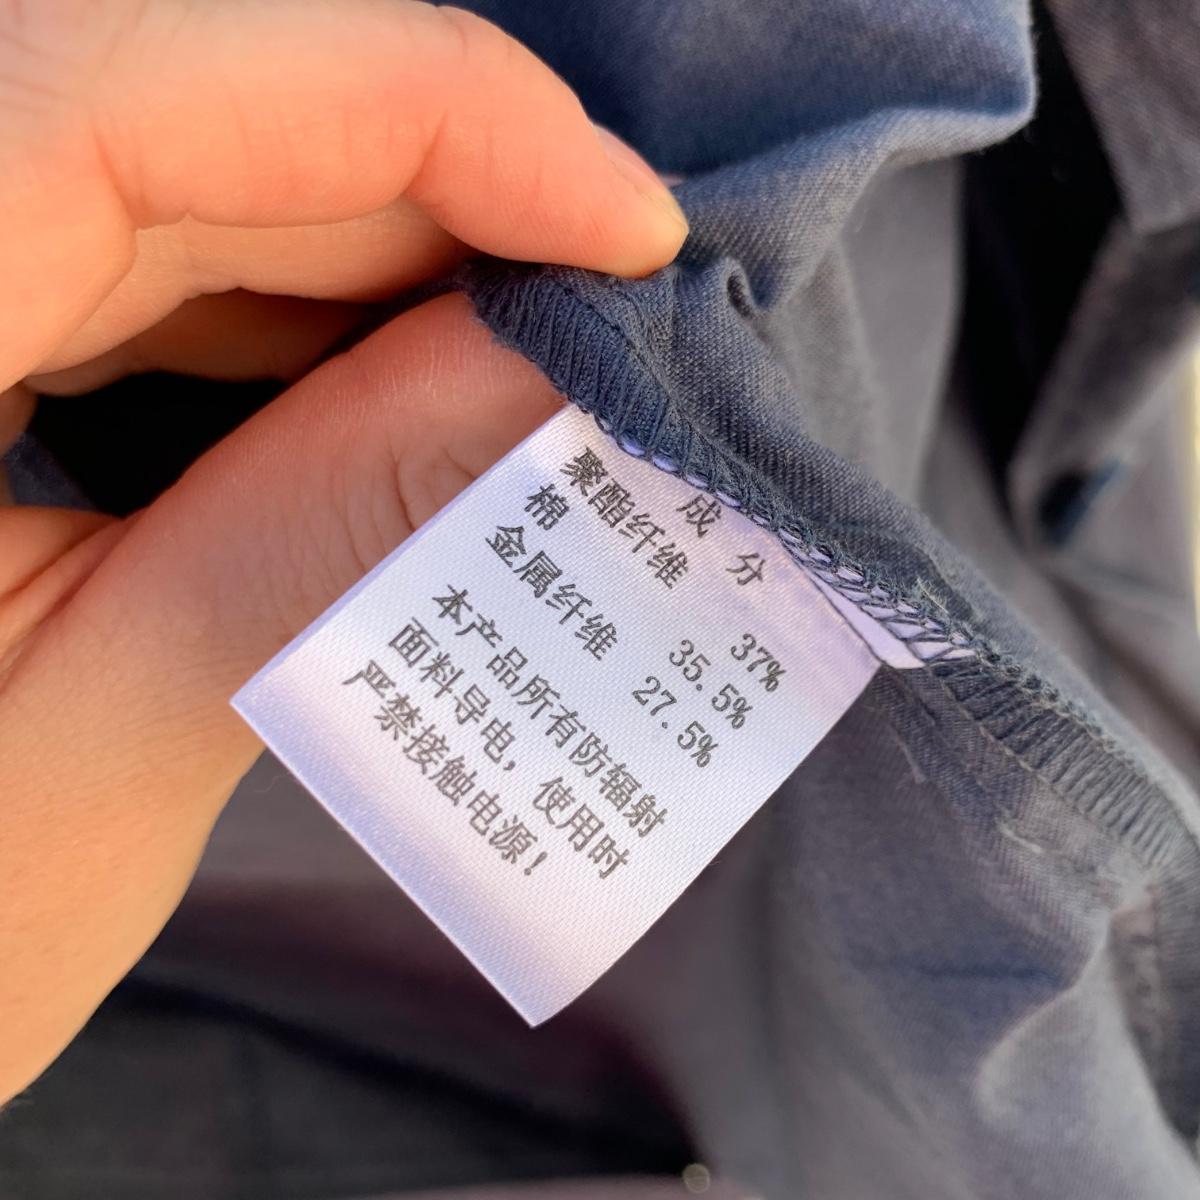 成 分
聚酯纤维 37%
棉 35.5%
金属纤维 27.5%
本产品所有防辐射
面料导电，使用时
严禁接触电源！